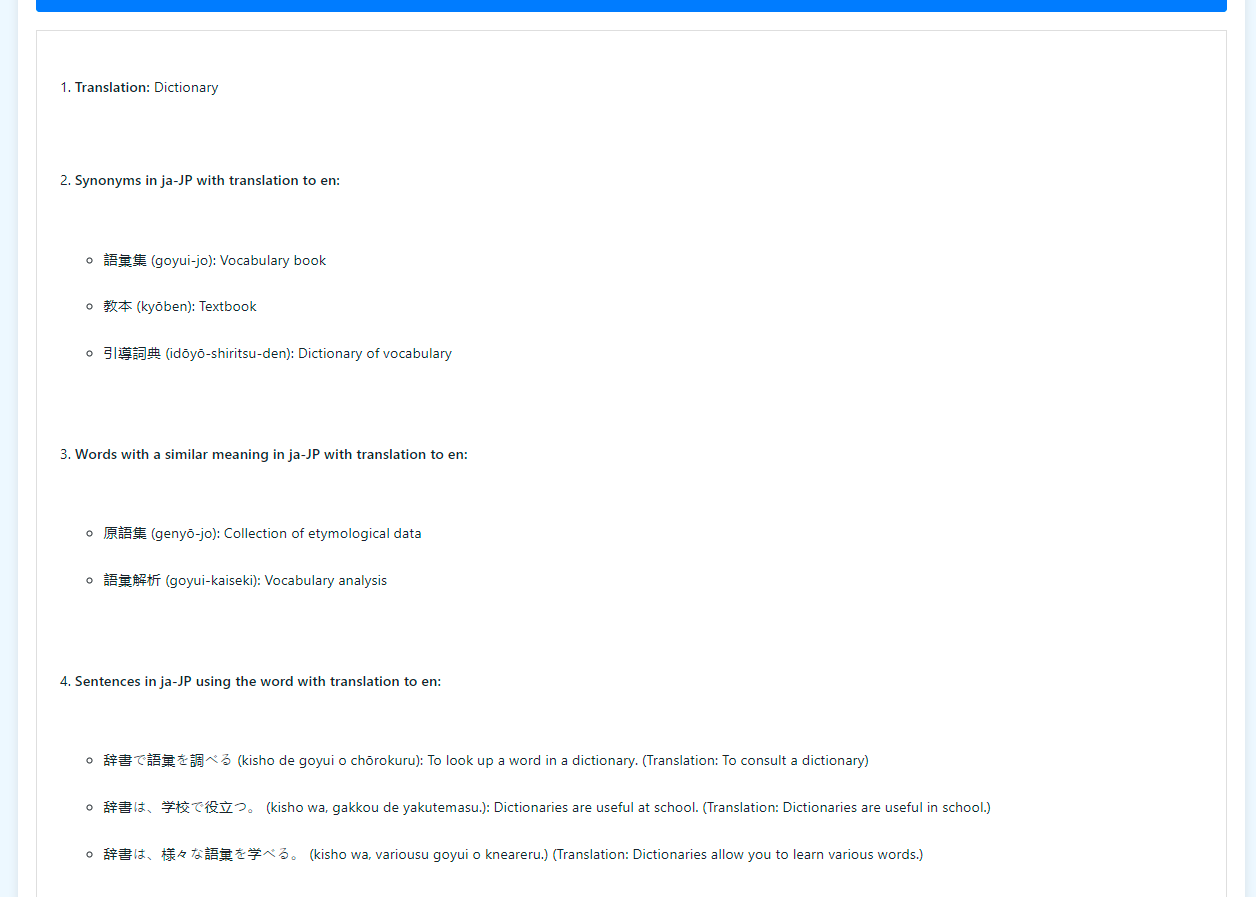 1. Translation: Dictionary
2. Synonyms in ja-JP with translation to en:
語彙集 (goyui-jo): Vocabulary book
教本 (kyōben): Textbook
引導詞典 (idōyō-shiritsu-den): Dictionary of vocabulary
3. Words with a similar meaning in ja-JP with translation to en:
原語集 (genyō-jo): Collection of etymological data
語彙解析 (goyui-kaiseki): Vocabulary analysis
4. Sentences in ja-JP using the word with translation to en:
辞書で語彙を調べる (kisho de goyui o chōrokuru): To look up a word in a dictionary. (Translation: To consult a dictionary)
辞書は、学校で役立つ。 (kisho wa, gakkou de yakutemasu.): Dictionaries are useful at school. (Translation: Dictionaries are useful in school.)
辞書は、様々な語彙を学べる。 (kisho wa, variousu goyui o kneareru.) (Translation: Dictionaries allow you to learn various words.)